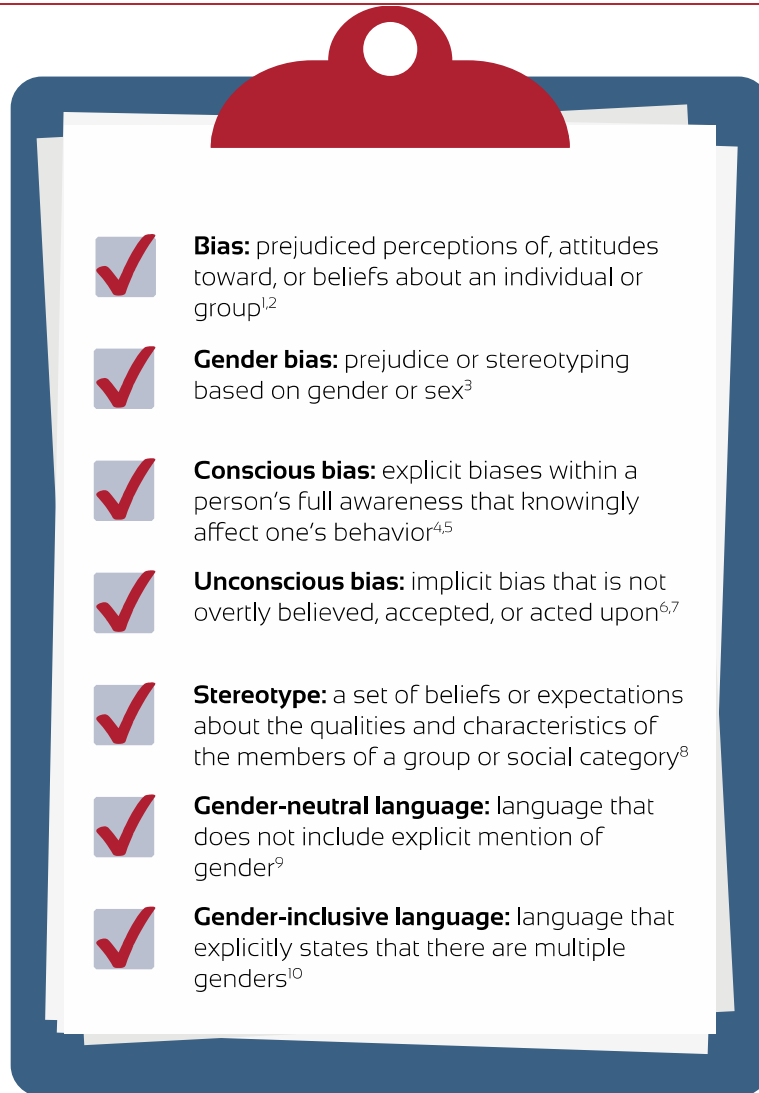 Bias: prejudiced perceptions of, attitudes
toward, or beliefs about an individual or
group1,2
Gender bias: prejudice or stereotyping
based on gender or sex3
Conscious bias: explicit biases within a
person's full awareness that knowingly
affect one's behavior4,5
Unconscious bias: implicit bias that is not
overtly believed, accepted, or acted upon6,7
Stereotype: a set of beliefs or expectations
about the qualities and characteristics of
the members of a group or social category8
Gender-neutral language: language that
does not include explicit mention of
gender9
Gender-inclusive language: language that
explicitly states that there are multiple
genders10